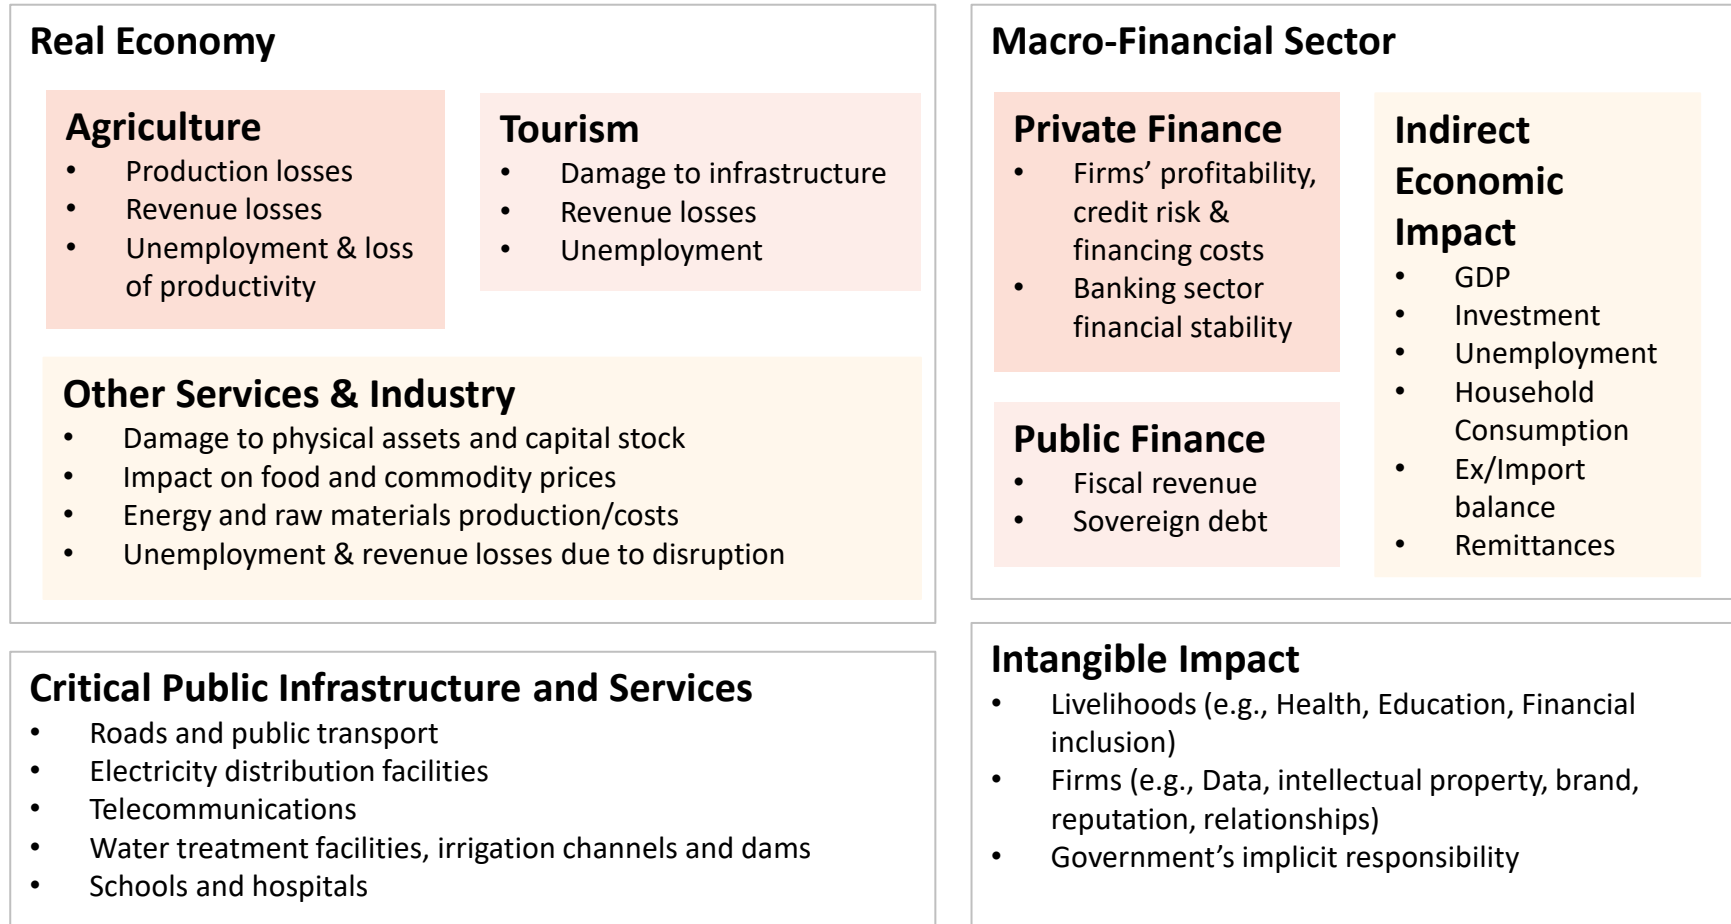 Real Economy
Agriculture
• Production losses
• Revenue losses
• Unemployment & loss
of productivity
Tourism
• Damage to infrastructure
• Revenue losses
• Unemployment
Other Services & Industry
• Damage to physical assets and capital stock
• Impact on food and commodity prices
• Energy and raw materials production/costs
• Unemployment & revenue losses due to disruption
Macro-Financial Sector
Private Finance
• Firms’ profitability,
credit risk &
financing costs
• Banking sector
financial stability
Public Finance
• Fiscal revenue
• Sovereign debt
Indirect
Economic
Impact
• GDP
• Investment
• Unemployment
• Household
Consumption
• Ex/Import
balance
• Remittances
Critical Public Infrastructure and Services
• Roads and public transport
• Electricity distribution facilities
• Telecommunications
• Water treatment facilities, irrigation channels and dams
• Schools and hospitals
Intangible Impact
• Livelihoods (e.g., Health, Education, Financial
inclusion)
• Firms (e.g., Data, intellectual property, brand,
reputation, relationships)
• Government’s implicit responsibility